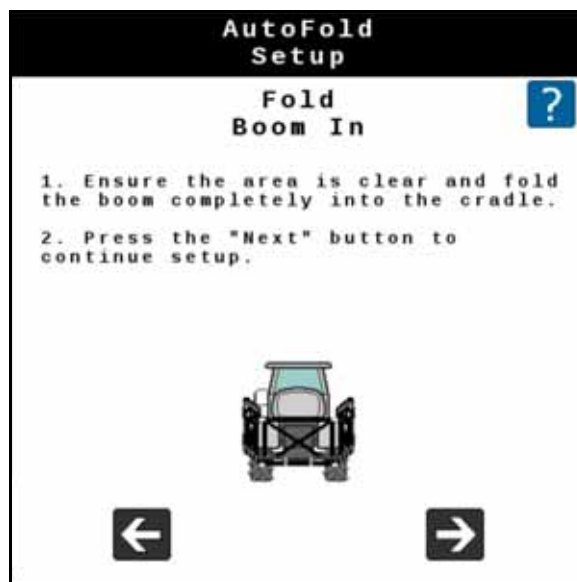 AutoFold
Setup
Fold
Boom In
?
1. Ensure the area is clear and fold
the boom completely into the cradle.
2. Press the "Next" button to
continue setup.